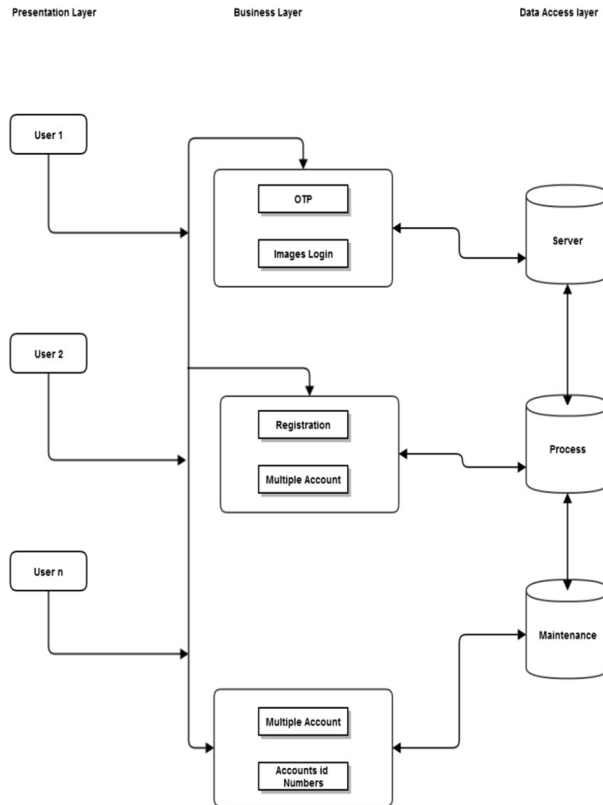 Presentation Layer
Business Layer
Data Access layer
User 1
OTP
Images Login
Server
User 2
Registration
Multiple Account
Process
User n
Maintenance
Multiple Account
Accounts id
Numbers